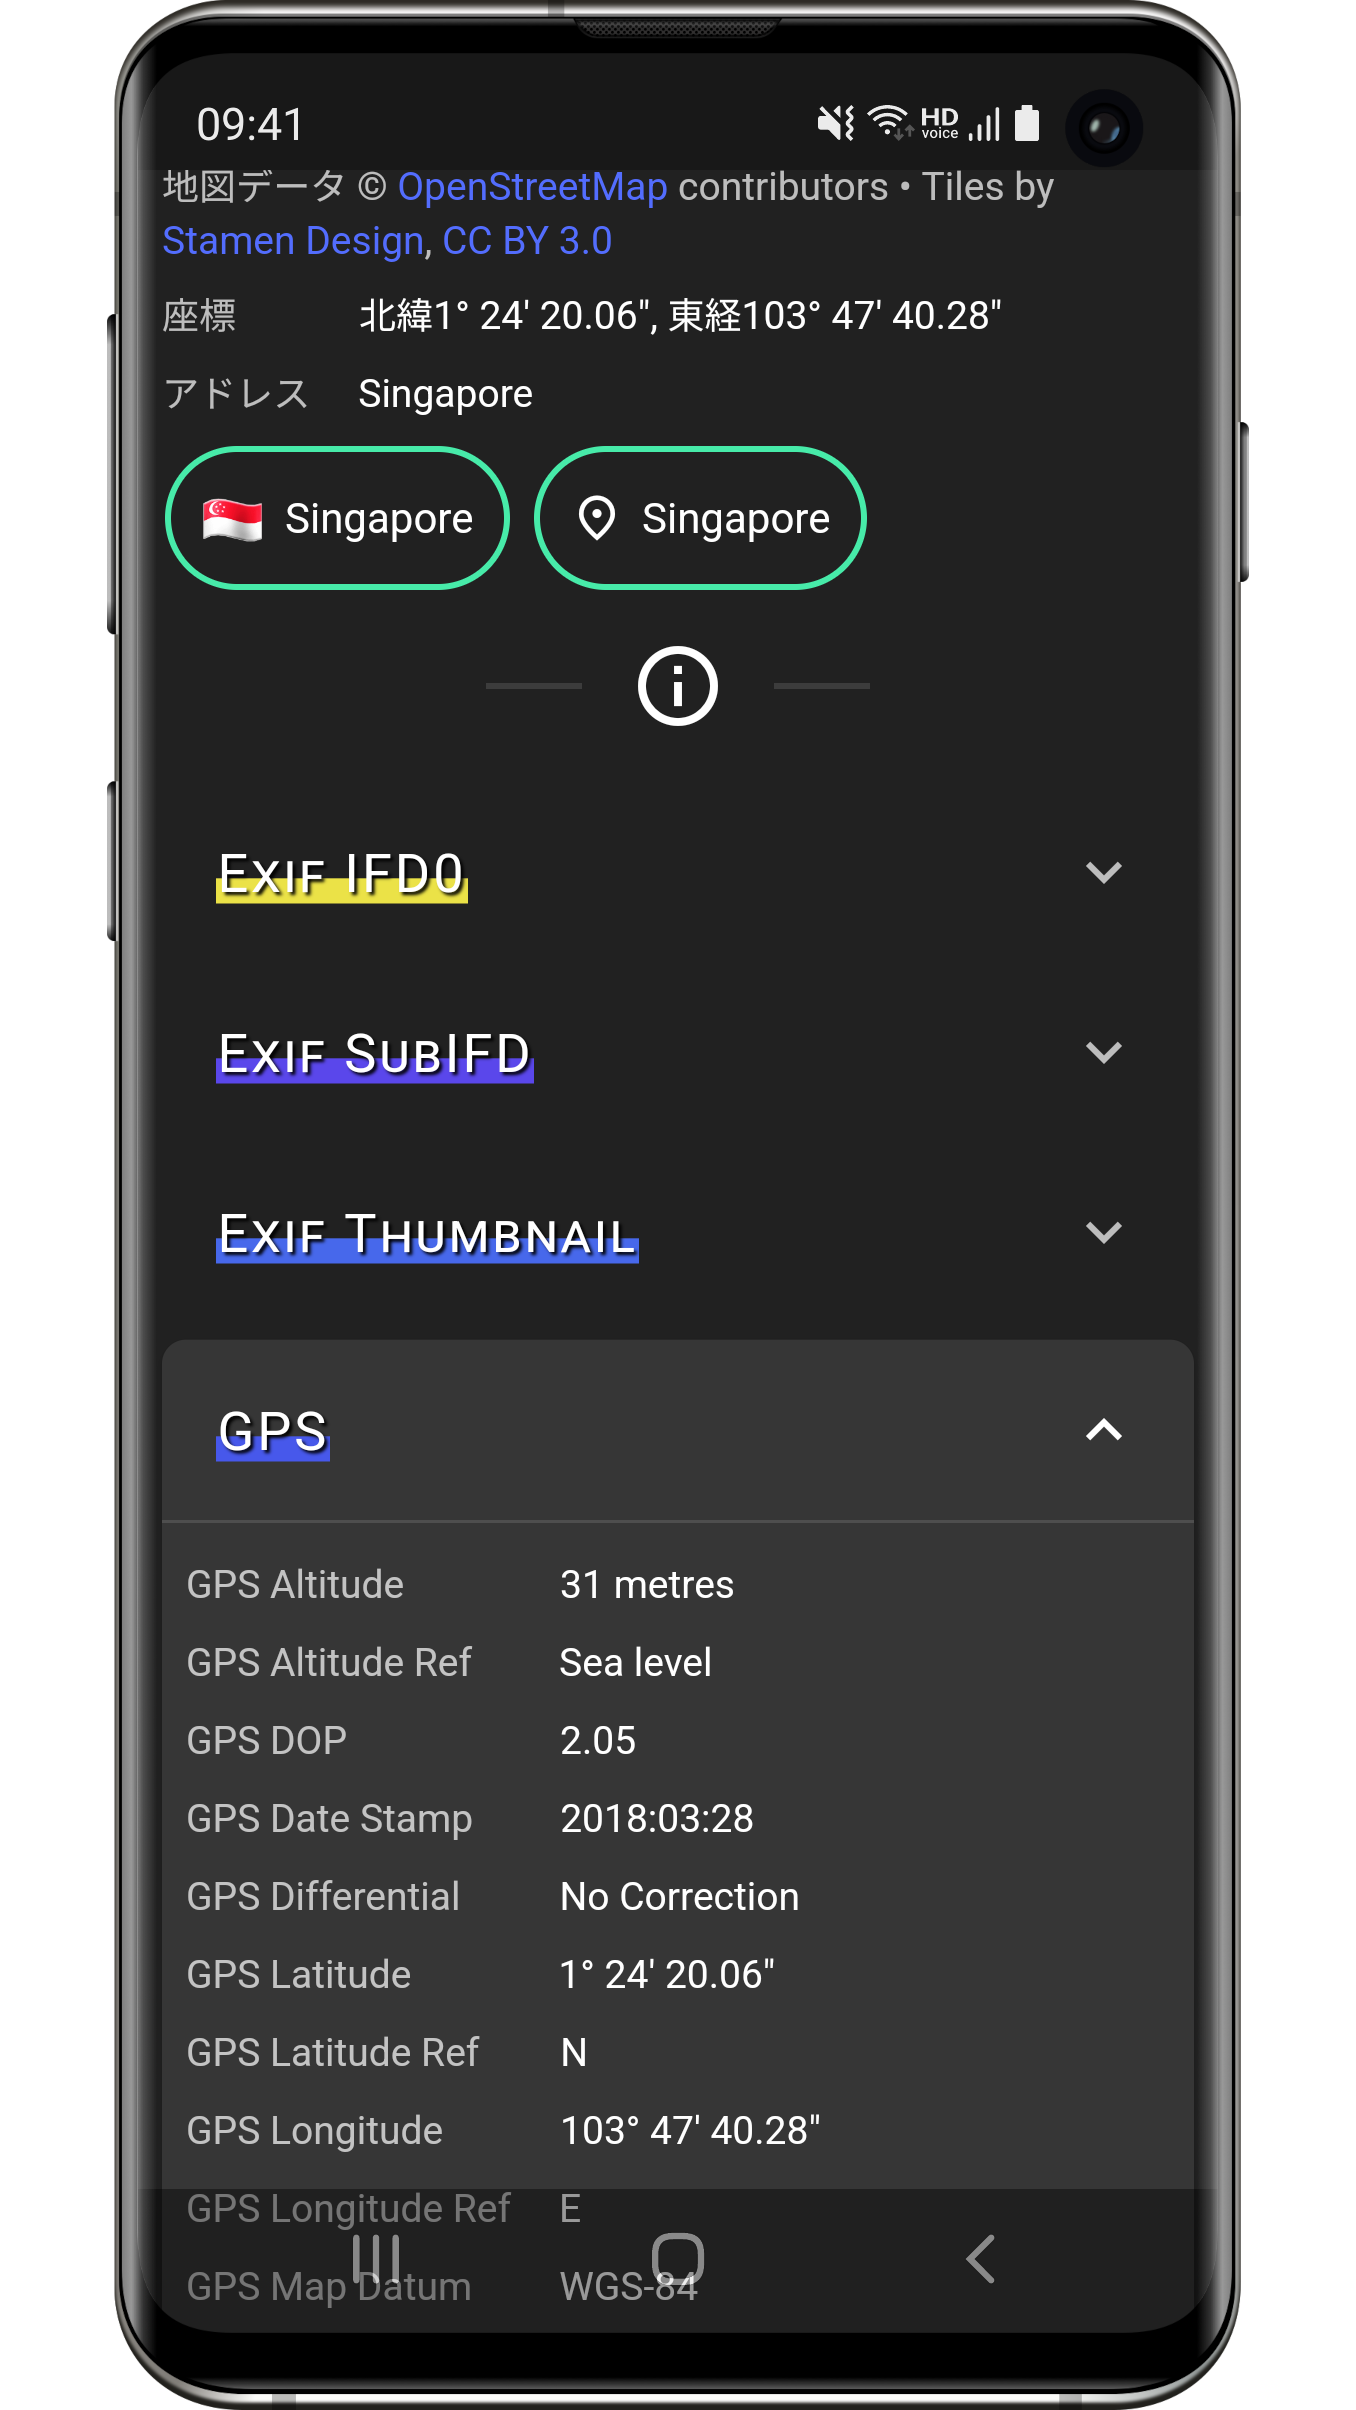 09:41
HD
voice
地図データ © OpenStreetMap contributors • Tiles by
Stamen Design, CC BY 3.0
座標 北緯1° 24' 20.06", 東経103° 47' 40.28"
アドレス Singapore
Singapore Singapore
Exif IFD0
Exif SubIFD
Exif Thumbnail
GPS
GPS Altitude 31 metres
GPS Altitude Ref Sea level
GPS DOP 2.05
GPS Date Stamp 2018:03:28
GPS Differential No Correction
GPS Latitude 1° 24' 20.06"
GPS Latitude Ref N
GPS Longitude 103° 47' 40.28"
GPS Longitude Ref E
GPS Map Datum WGS-84